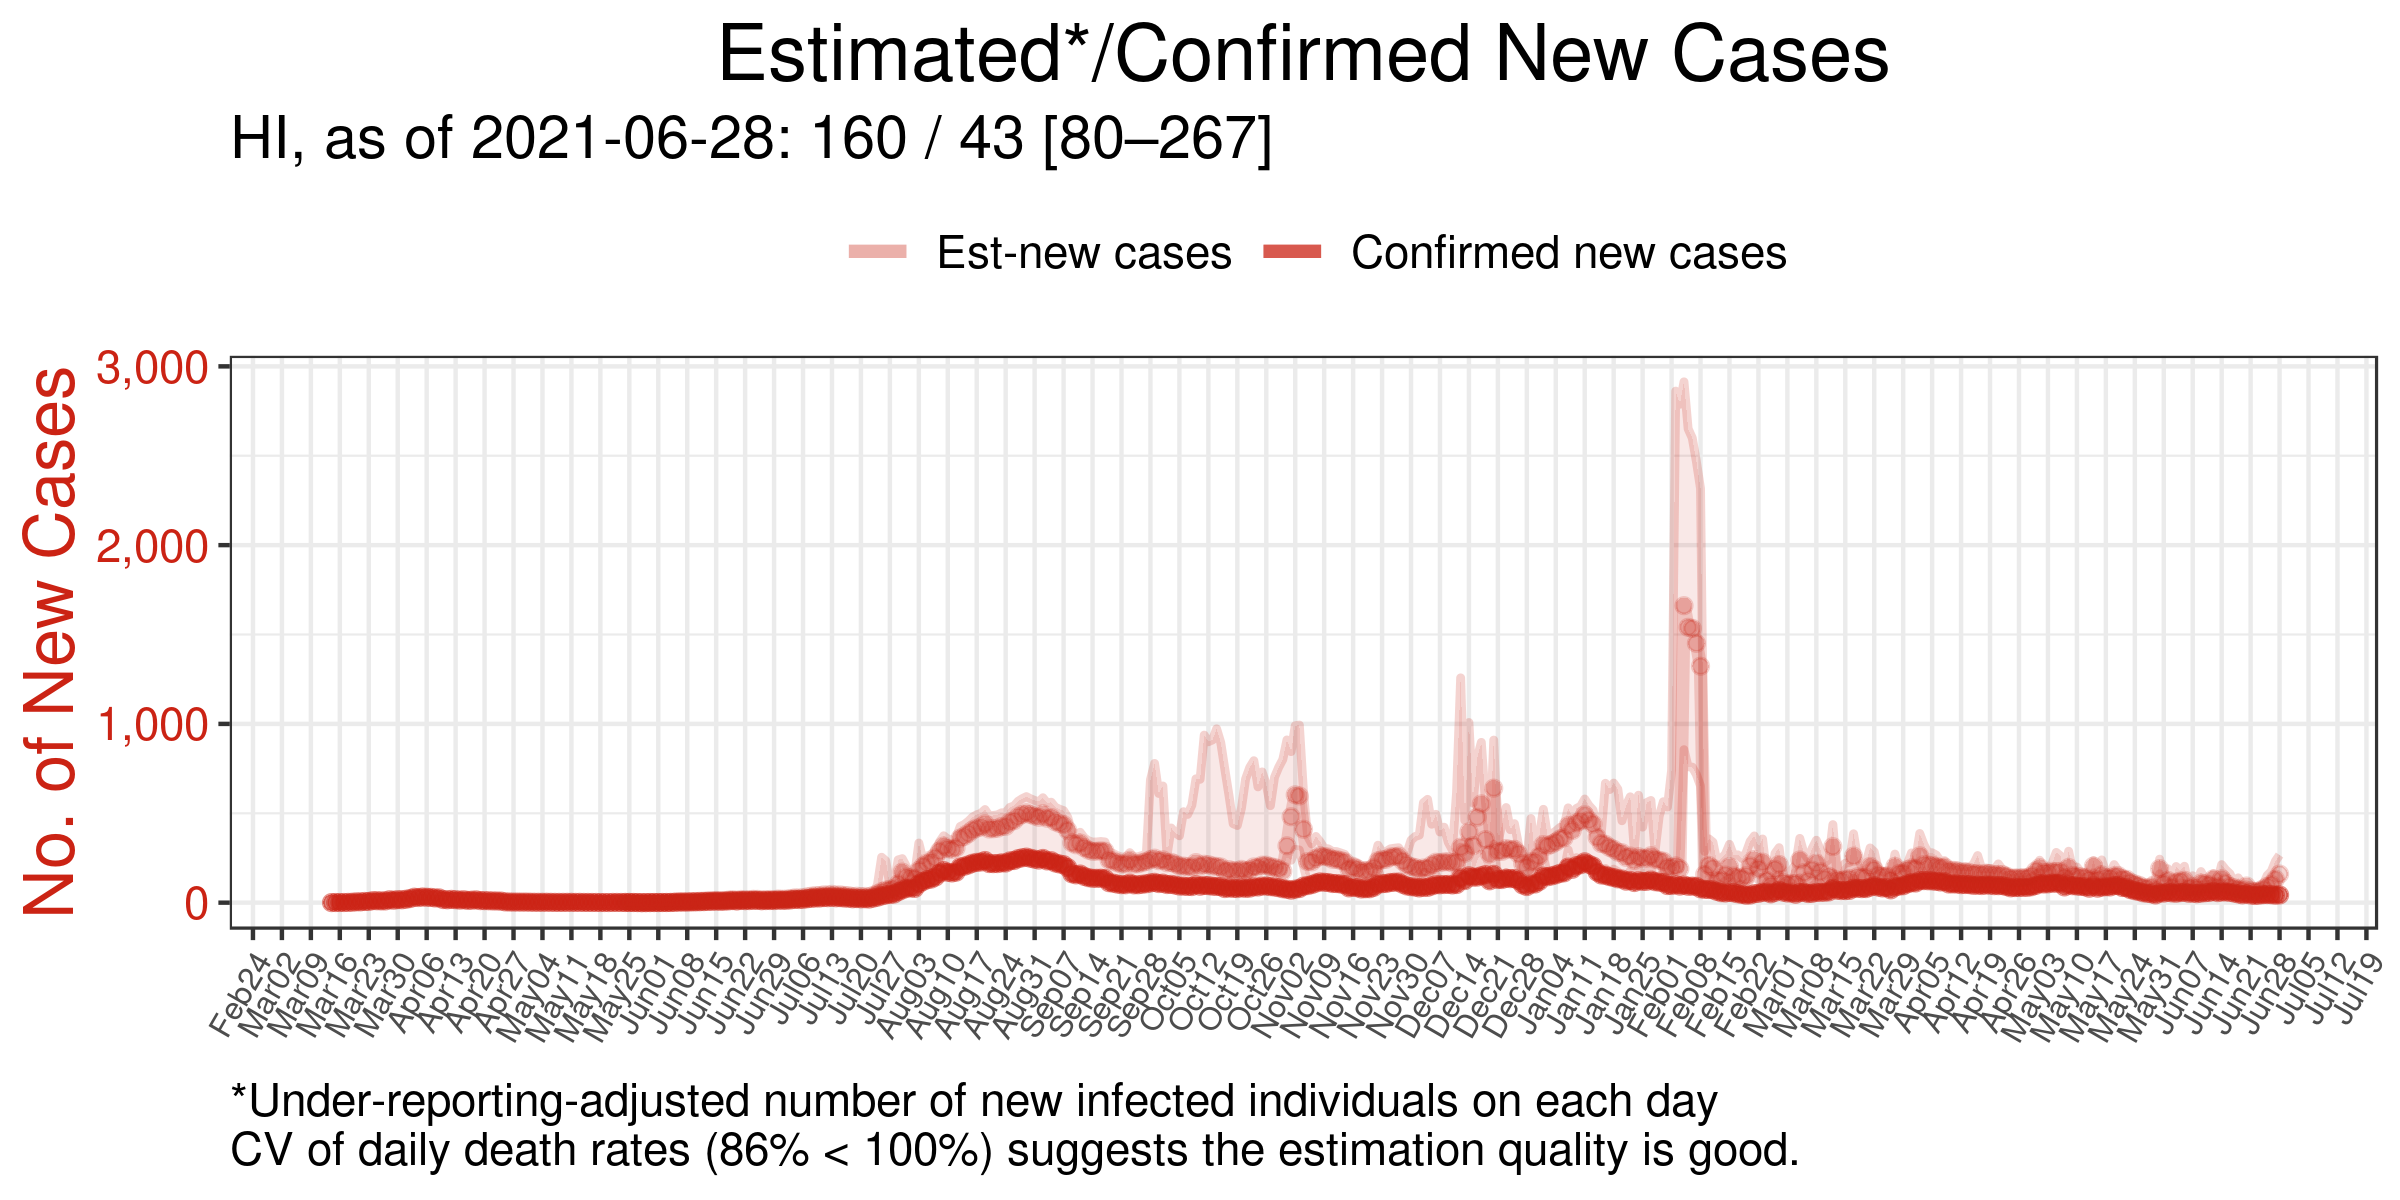 Estimated*/Confirmed New Cases
HI, as of 2021-06-28: 160 / 43 [80–267]
Est-new cases Confirmed new cases
No. of New Cases
3,000
2,000
1,000
0
Feb24 Mar02 Mar09 Mar16 Mar23 Mar30 Apr06 Apr13 Apr20 Apr27 May04 May11 May18 May25 Jun01 Jun08 Jun15 Jun22 Jun29 Jul06 Jul13 Jul20 Jul27 Aug03 Aug10 Aug17 Aug24 Aug31 Sep07 Sep14 Sep21 Sep28 Oct05 Oct12 Oct19 Oct26 Nov02 Nov09 Nov16 Nov23 Nov30 Dec07 Dec14 Dec21 Dec28 Jan04 Jan11 Jan18 Jan25 Feb01 Feb08 Feb15 Feb22 Mar01 Mar08 Mar15 Mar22 Mar29 Apr05 Apr12 Apr19 Apr26 May03 May10 May17 May24 May31 Jun07 Jun14 Jun21 Jun28 Jul05 Jul12 Jul19
*Under-reporting-adjusted number of new infected individuals on each day
CV of daily death rates (86% < 100%) suggests the estimation quality is good.